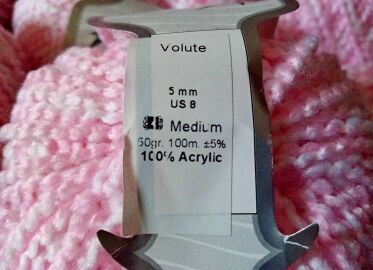 Volute
5 mm
US 8
Medium
50gr. 100m. ±5%
100% Acrylic